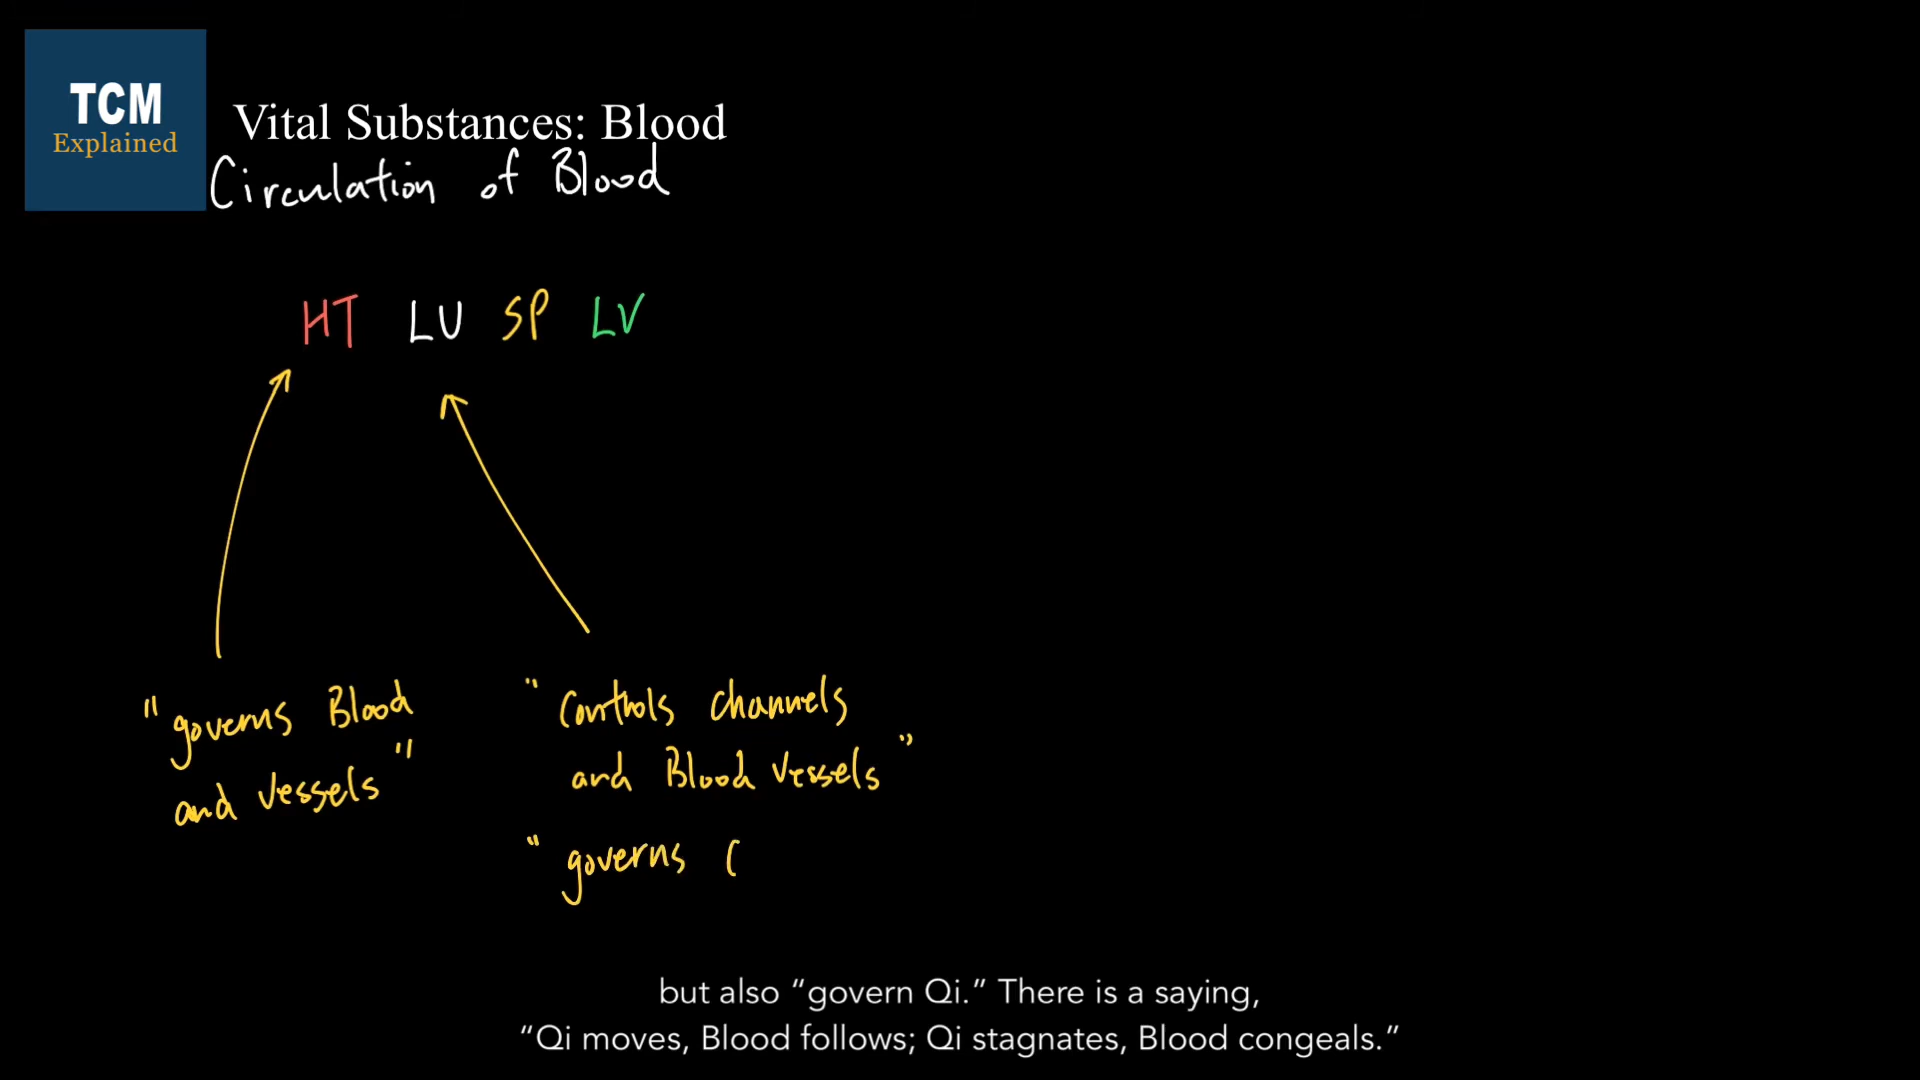 TCM
Explained
Vital Substances: Blood
Circulation of Blood
HT LU SP LV
"governs Blood
and Vessels"
"Controls channels
and Blood Vessels"
"governs (
but also “govern Qi.” There is a saying,
“Qi moves, Blood follows; Qi stagnates, Blood congeals.”